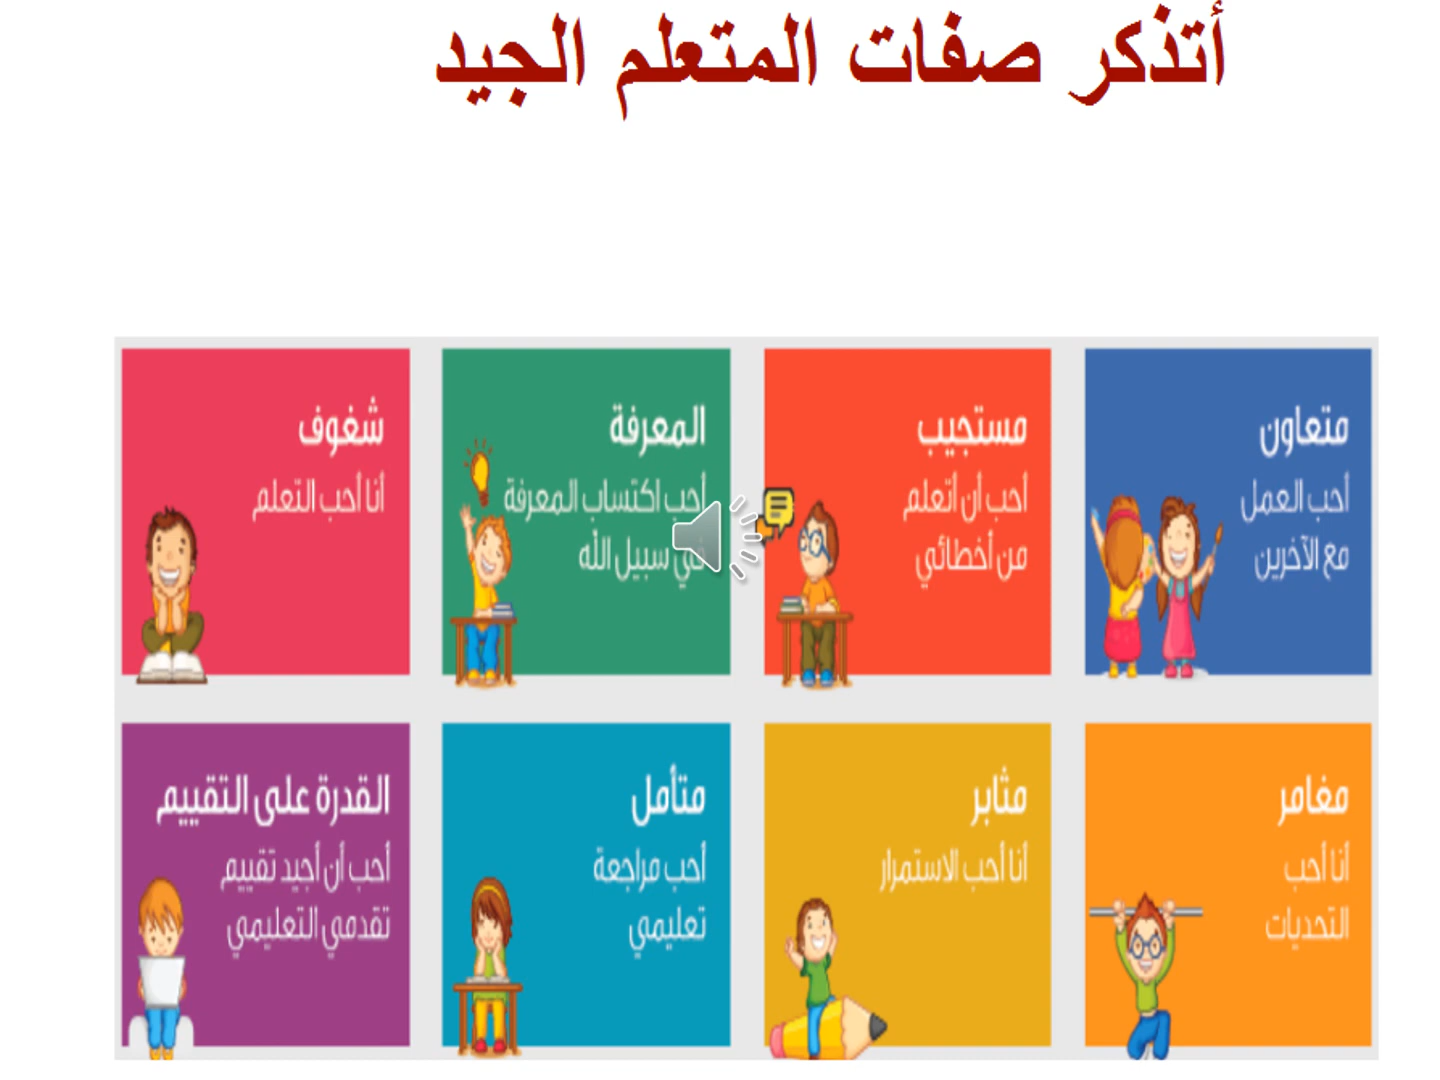 أتذكر صفات المتعلم الجيد
متعاون
أحب العمل
مع الآخرين
مستجيب
أحب أن أتعلم
من أخطائي
المعرفة
أحب اكتساب المعرفة
في سبيل الله
شغوف
أنا أحب التعلم
مغامر
أنا أحب
التحديات
مثابر
أنا أحب الاستمرار
متأمل
أحب مراجعة
تعليمي
القدرة على التقييم
أحب أن أجيد تقييم
تقدمي التعليمي